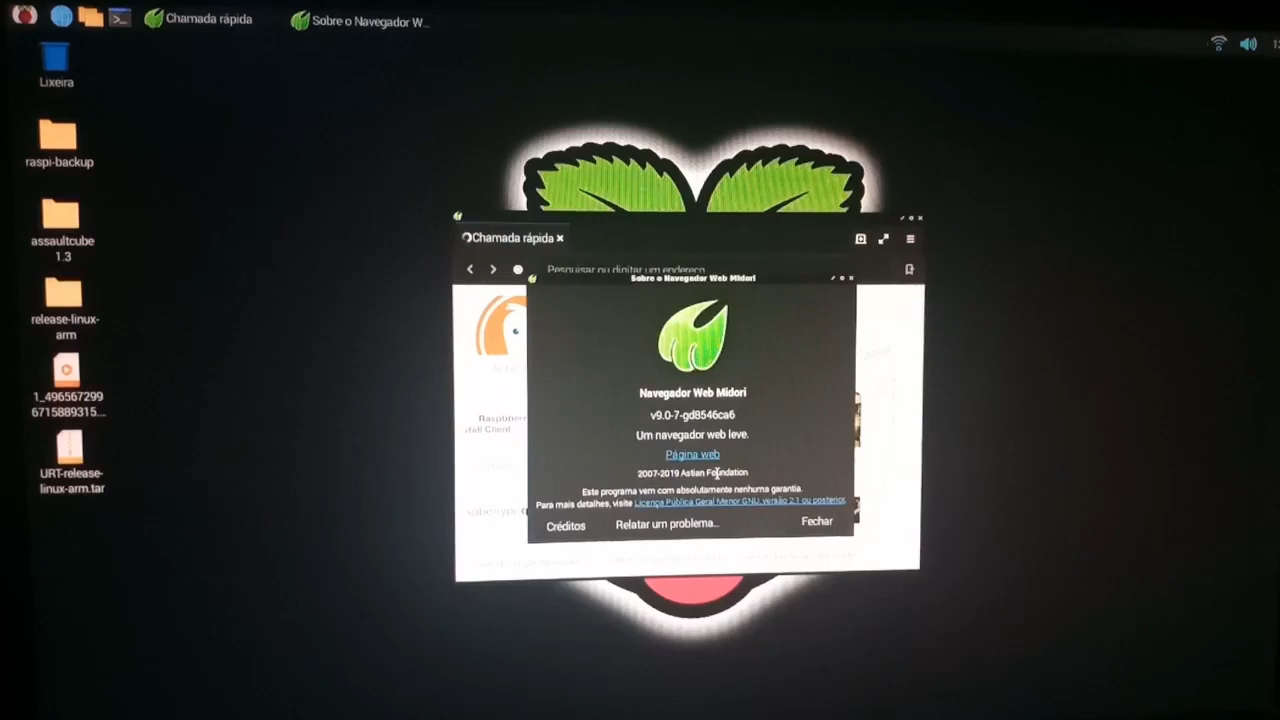 Chamada rápida
Sobre o Navegador W...
Lixeira
raspi-backup
assaultcube
1.3
release-linux-
arm
1_496567299
6715889315...
URT-release-
linux-arm.tar
Chamada rápida
Pesquisar ou digitar um endereço
Sobre o Navegador Web Midori
Navegador Web Midori
v9.0-7-gd8546ca6
Um navegador web leve.
Página web
2007-2019 Astian Foundation
Este programa vem com absolutamente nenhuma garantia.
Para mais detalhes, visite Licença Pública Geral Menor GNU, versão 2.1 ou posterior.
Créditos
Relatar um problema...
Fechar